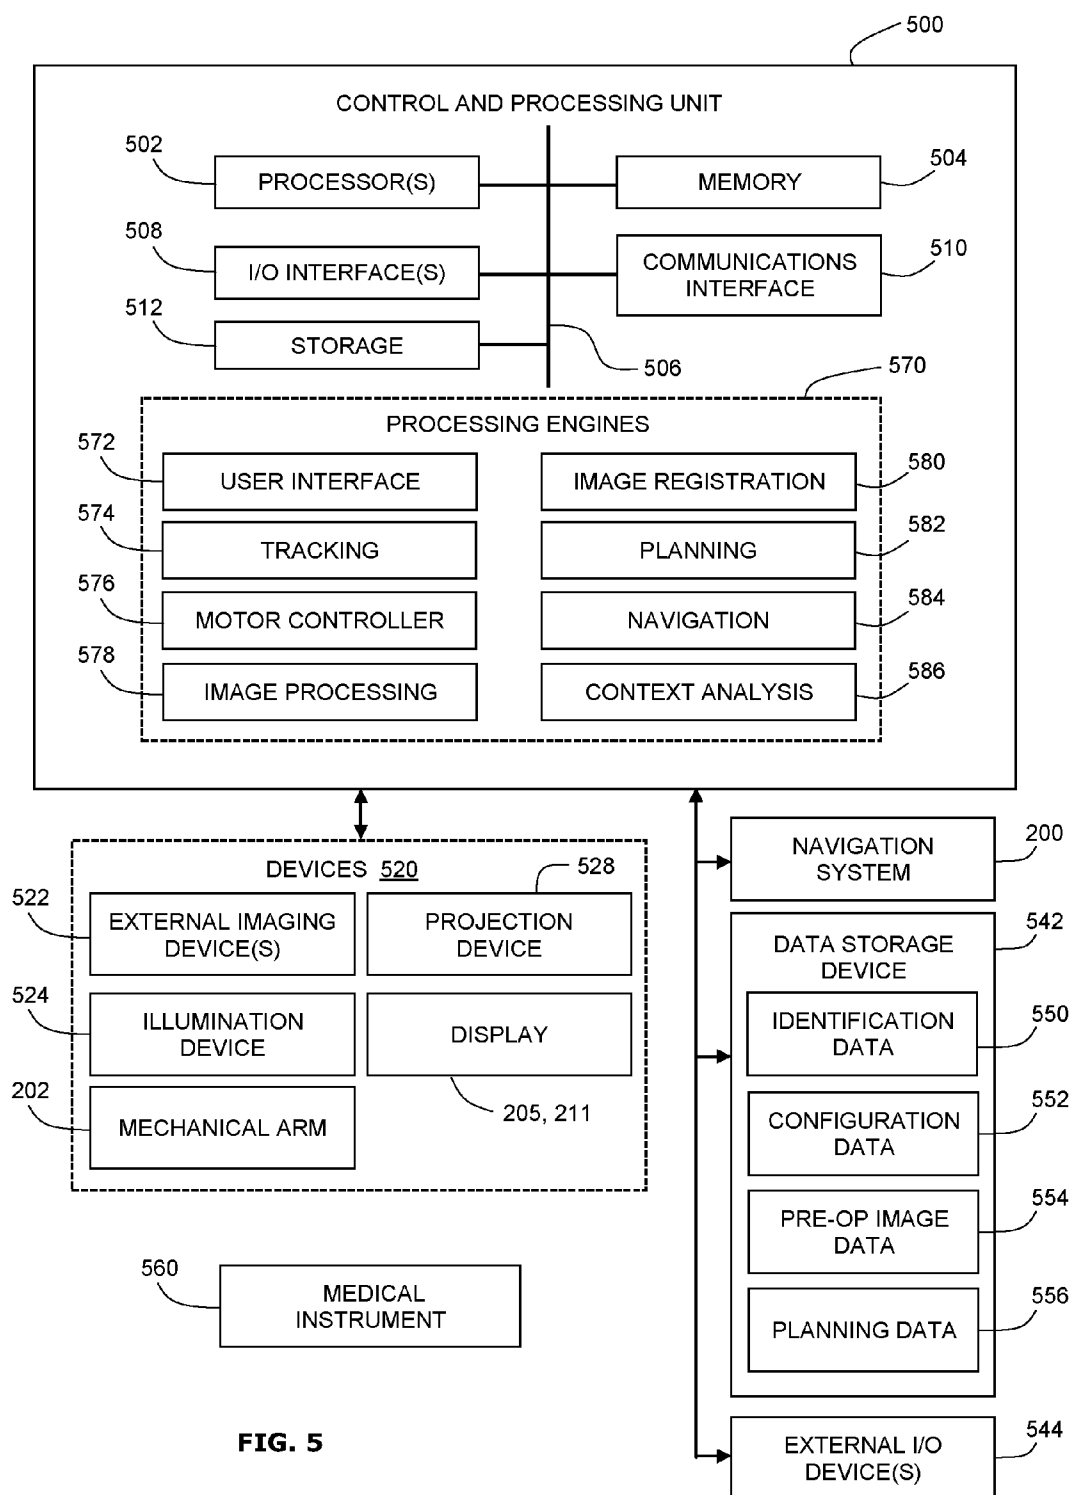 500
CONTROL AND PROCESSING UNIT
502
PROCESSOR(S)
MEMORY
504
508
I/O INTERFACE(S)
COMMUNICATIONS
INTERFACE
510
512
STORAGE
506
570
PROCESSING ENGINES
572
USER INTERFACE
IMAGE REGISTRATION
580
574
TRACKING
PLANNING
582
576
MOTOR CONTROLLER
NAVIGATION
584
578
IMAGE PROCESSING
CONTEXT ANALYSIS
586
DEVICES 520
528
522
EXTERNAL IMAGING
DEVICE(S)
PROJECTION
DEVICE
524
ILLUMINATION
DEVICE
DISPLAY
202
MECHANICAL ARM
205, 211
560
MEDICAL
INSTRUMENT
NAVIGATION
SYSTEM
200
DATA STORAGE
DEVICE
542
IDENTIFICATION
DATA
550
CONFIGURATION
DATA
552
PRE-OP IMAGE
DATA
554
PLANNING DATA
556
EXTERNAL I/O
DEVICE(S)
544
FIG. 5